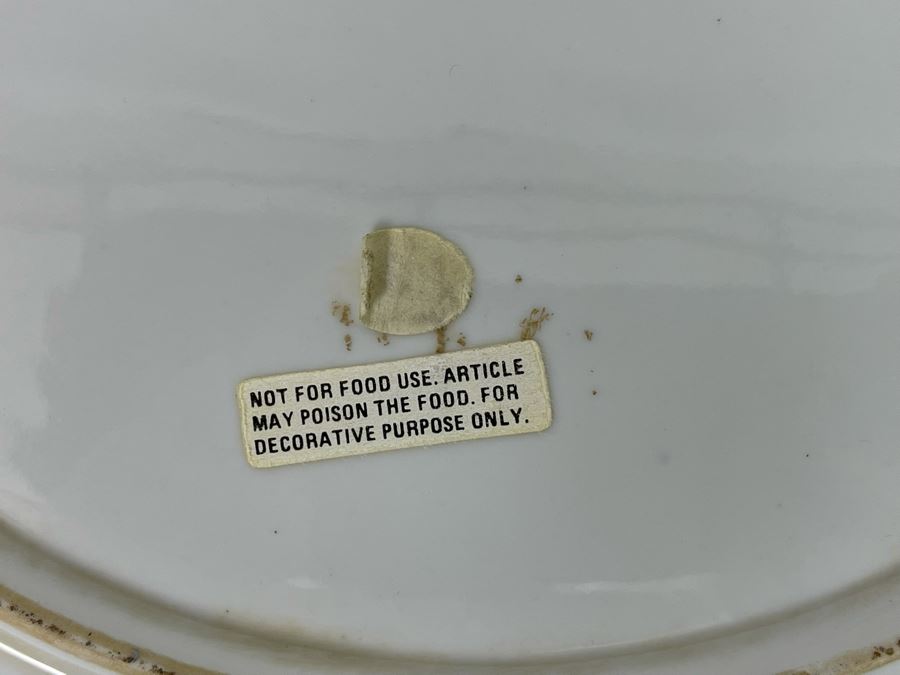 NOT FOR FOOD USE. ARTICLE
MAY POISON THE FOOD. FOR
DECORATIVE PURPOSE ONLY.